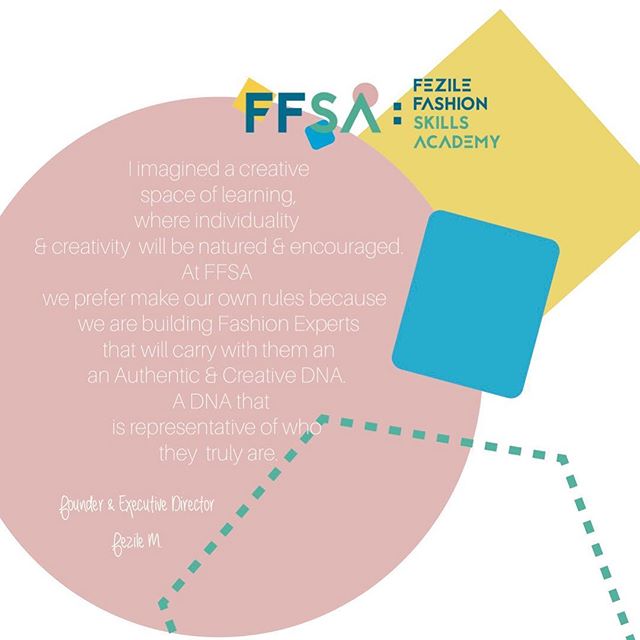 FFSA:
FEZILE
FASHION
SKILLS
ACADEMY
I imagined a creative
space of learning,
where individuality
& creativity will be natured & encouraged.
At FFSA
we prefer make our own rules because
we are building Fashion Experts
that will carry with them an
an Authentic & Creative DNA.
A DNA that
is representative of who
they truly are.
Founder & Executive Director
Fezile M.